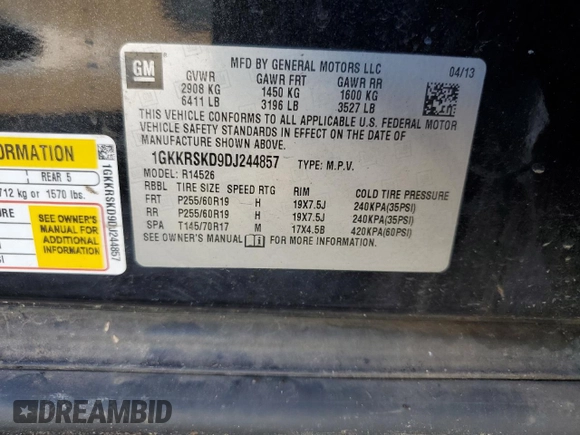 GM
MFD BY GENERAL MOTORS LLC
04/13
GVWR GAWR FRT GAWR RR
2908 KG 1450 KG 1600 KG
6411 LB 3196 LB 3527 LB
THIS VEHICLE CONFORMS TO ALL APPLICABLE U.S. FEDERAL MOTOR
VEHICLE SAFETY STANDARDS IN EFFECT ON THE DATE OF
MANUFACTURE SHOWN ABOVE.
1GKKRSKD9DJ244857 TYPE: M.P.V.
MODEL: R14526
RBBL TIRE SIZE SPEED RTG RIM COLD TIRE PRESSURE
FRT P255/60R19 H 19X7.5J 240KPA(35PSI)
RR P255/60R19 H 19X7.5J 240KPA(35PSI)
SPA T145/70R17 M 17X4.5B 420KPA(60PSI)
SEE OWNER'S MANUAL FOR MORE INFORMATION.
ORMATION
REAR 5
712 kg or 1570 lbs.
SEE OWNER'S
MANUAL FOR
ADDITIONAL
INFORMATION
1GKKRSKD9DJ244857
DREAMBID